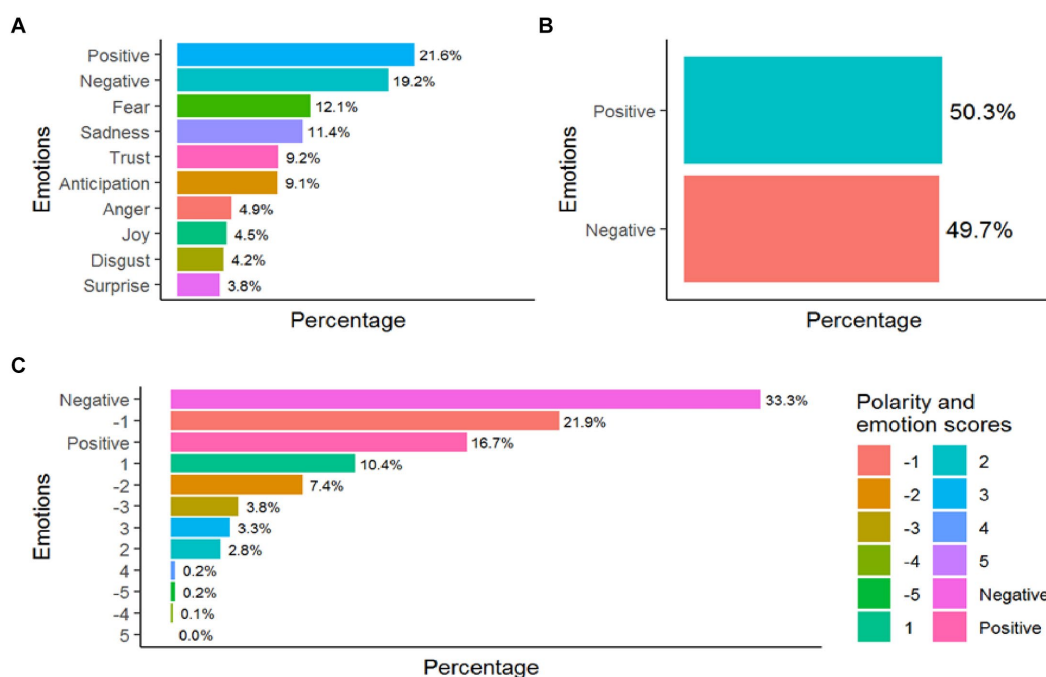 A
Emotions
Positive
21.6%
Negative
19.2%
Fear
12.1%
Sadness
11.4%
Trust
9.2%
Anticipation
9.1%
Anger
4.9%
Joy
4.5%
Disgust
4.2%
Surprise
3.8%
Percentage
B
Emotions
Positive
50.3%
Negative
49.7%
Percentage
C
Emotions
Negative
33.3%
-1
21.9%
Positive
16.7%
1
10.4%
-2
7.4%
-3
3.8%
3
3.3%
2
2.8%
4
0.2%
-5
0.2%
-4
0.1%
5
0.0%
Percentage
Polarity and
emotion scores
-1
-2
-3
-4
-5
1
2
3
4
5
Negative
Positive